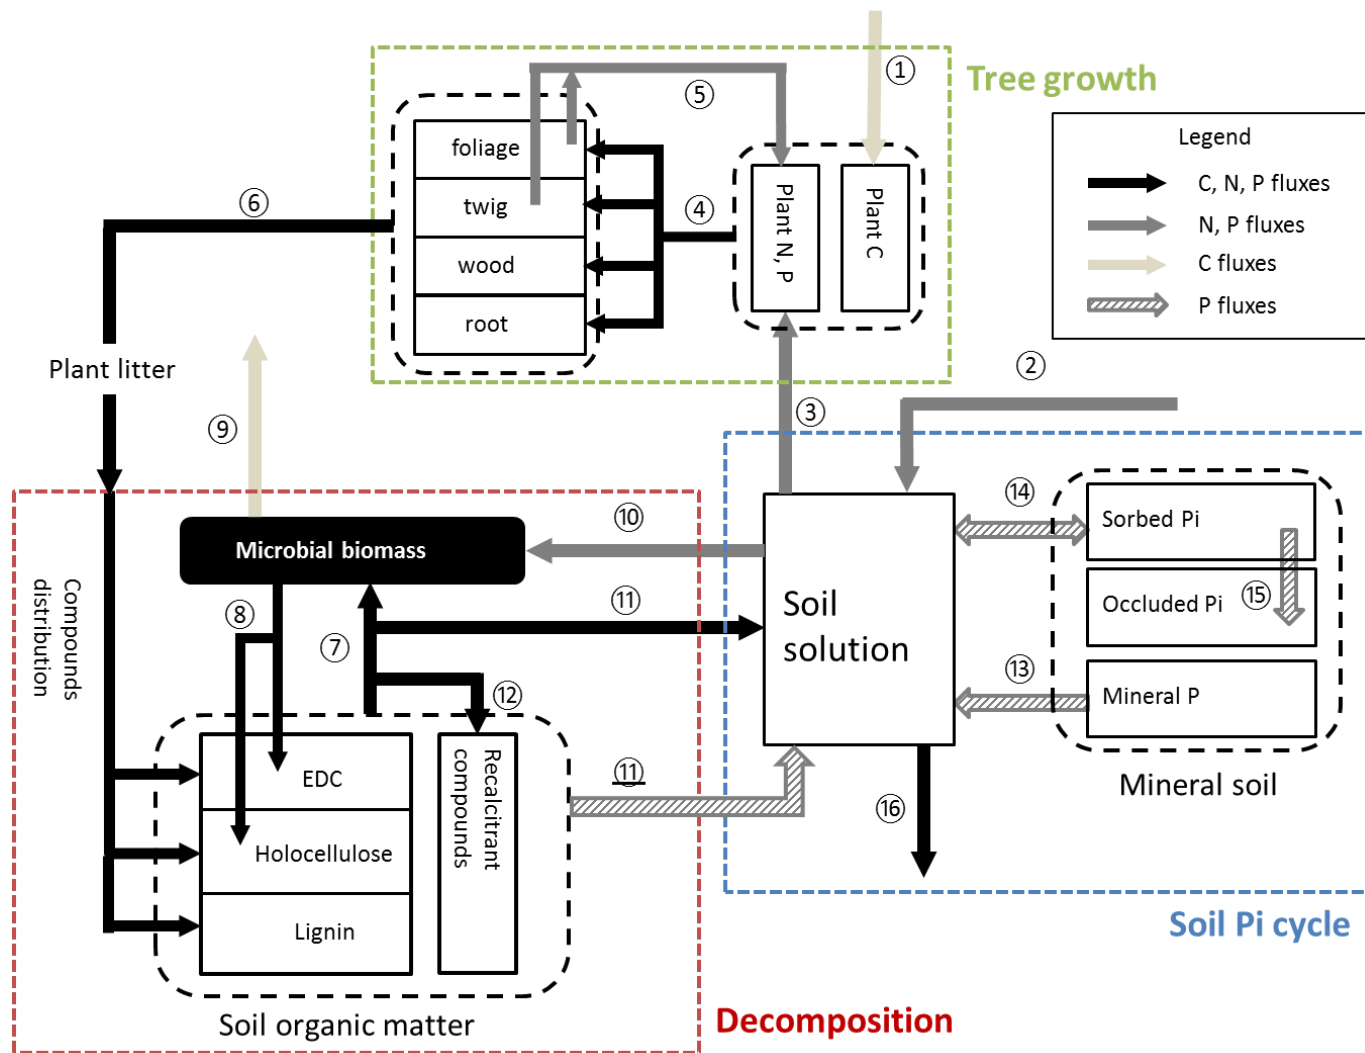 ①
Tree growth
⑤
Legend
C, N, P fluxes
N, P fluxes
C fluxes
P fluxes
foliage
twig
wood
root
④
Plant N, P
Plant C
⑥
Plant litter
②
③
⑨
Compounds
distribution
Microbial biomass
⑩
⑧
⑦
⑪
⑫
Soil
solution
⑭
Sorbed Pi
Occluded Pi
⑮
⑬
Mineral P
Mineral soil
EDC
Holocellulose
Lignin
Recalcitrant
compounds
⑪
⑯
Soil organic matter
Soil Pi cycle
Decomposition